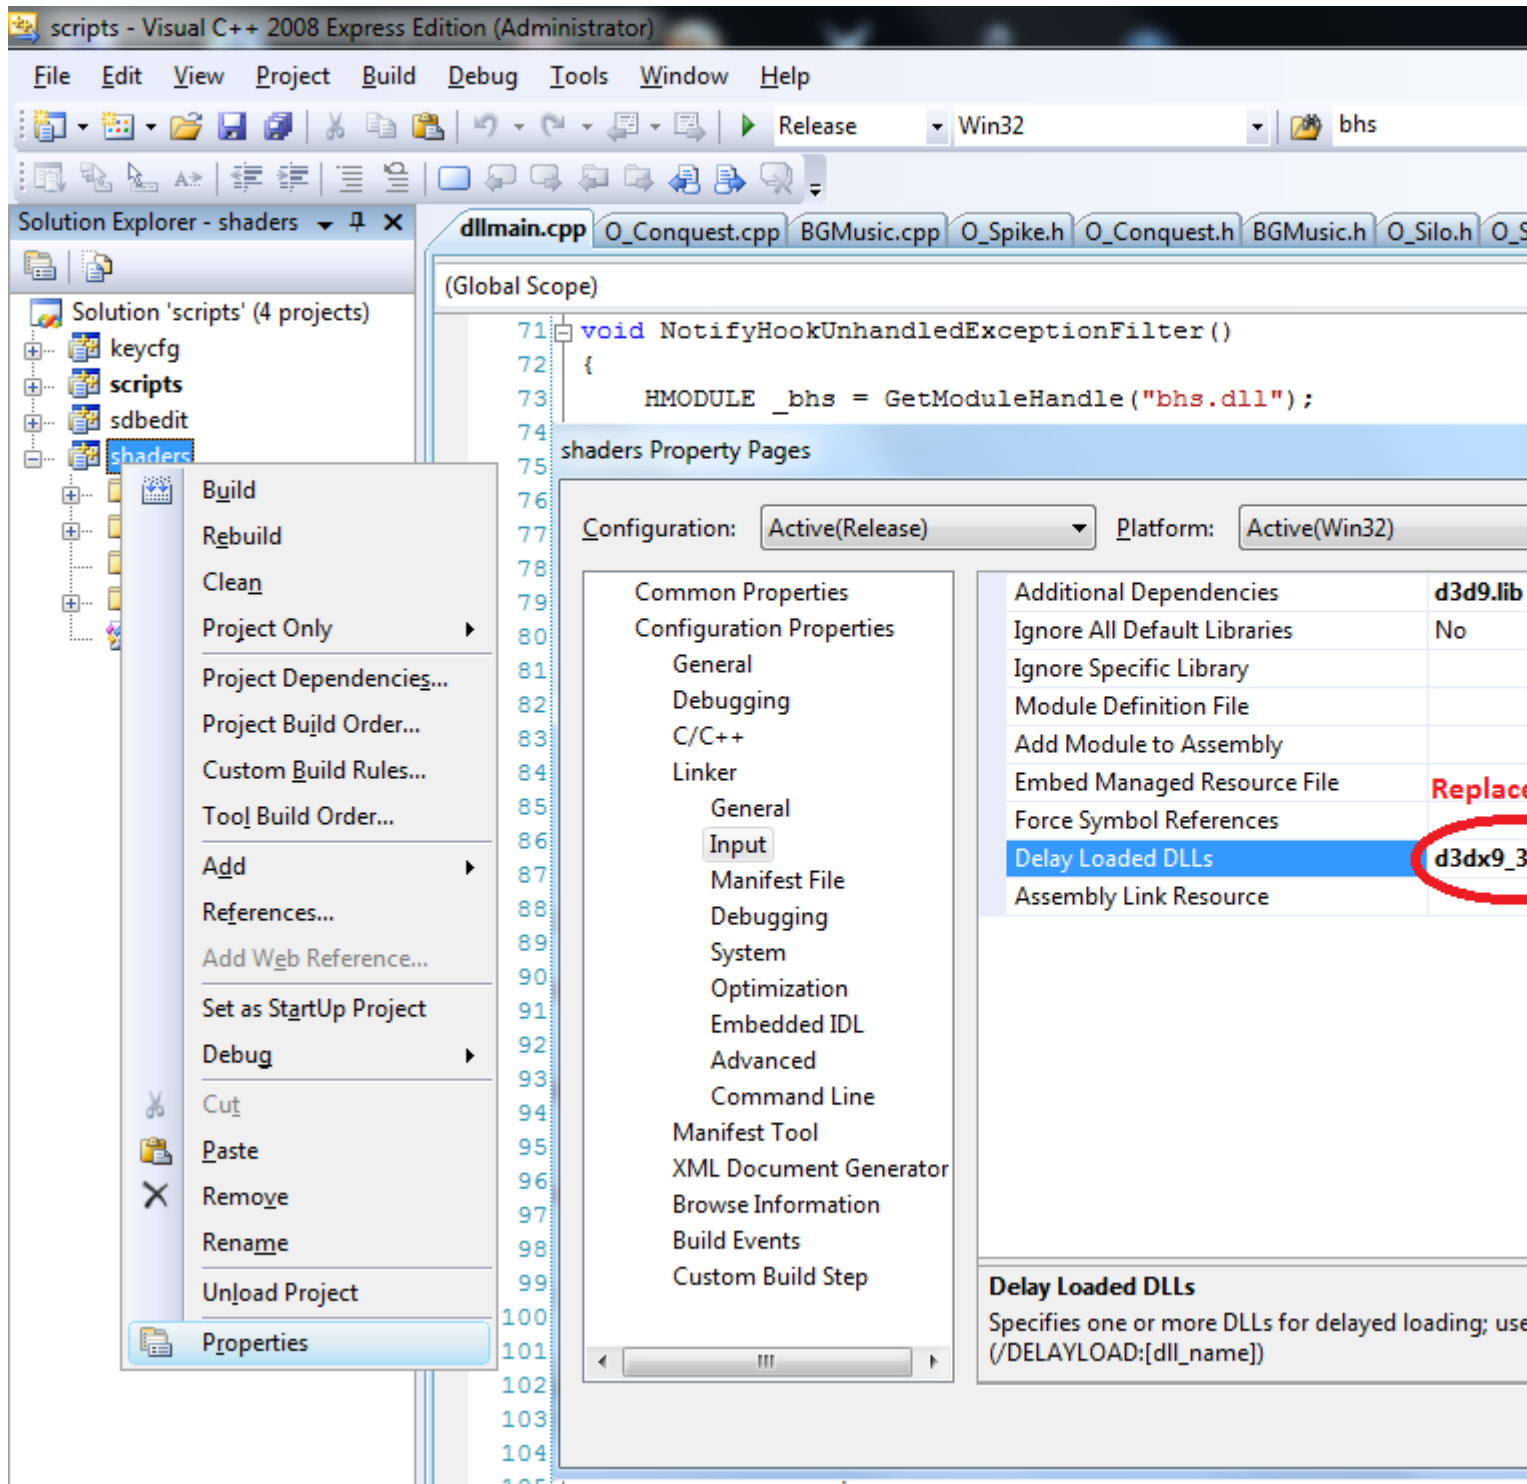 scripts - Visual C++ 2008 Express Edition (Administrator)
File Edit View Project Build Debug Tools Window Help
Release Win32 bhs
Solution Explorer - shaders
dllmain.cpp O_Conquest.cpp BGMusic.cpp O_Spike.h O_Conquest.h BGMusic.h O_Silo.h O_S
(Global Scope)
Solution 'scripts' (4 projects)
keycfg
scripts
sdbedit
shaders
71 void NotifyHookUnhandledExceptionFilter()
72 {
73 HMODULE _bhs = GetModuleHandle("bhs.dll");
74
75
76
77
78
79
80
81
82
83
84
85
86
87
88
89
90
91
92
93
94
95
96
97
98
99
100
101
102
103
104
Build
Rebuild
Clean
Project Only
Project Dependencies...
Project Build Order...
Custom Build Rules...
Tool Build Order...
Add
References...
Add Web Reference...
Set as StartUp Project
Debug
Cut
Paste
Remove
Rename
Unload Project
Properties
shaders Property Pages
Configuration: Active(Release) Platform: Active(Win32)
Common Properties
Configuration Properties
General
Debugging
C/C++
Linker
General
Input
Manifest File
Debugging
System
Optimization
Embedded IDL
Advanced
Command Line
Manifest Tool
XML Document Generator
Browse Information
Build Events
Custom Build Step
Additional Dependencies d3d9.lib
Ignore All Default Libraries No
Ignore Specific Library
Module Definition File
Add Module to Assembly
Embed Managed Resource File
Replace
Force Symbol References
Delay Loaded DLLs d3dx9_3
Assembly Link Resource
Delay Loaded DLLs
Specifies one or more DLLs for delayed loading; use
(/DELAYLOAD:[dll_name])